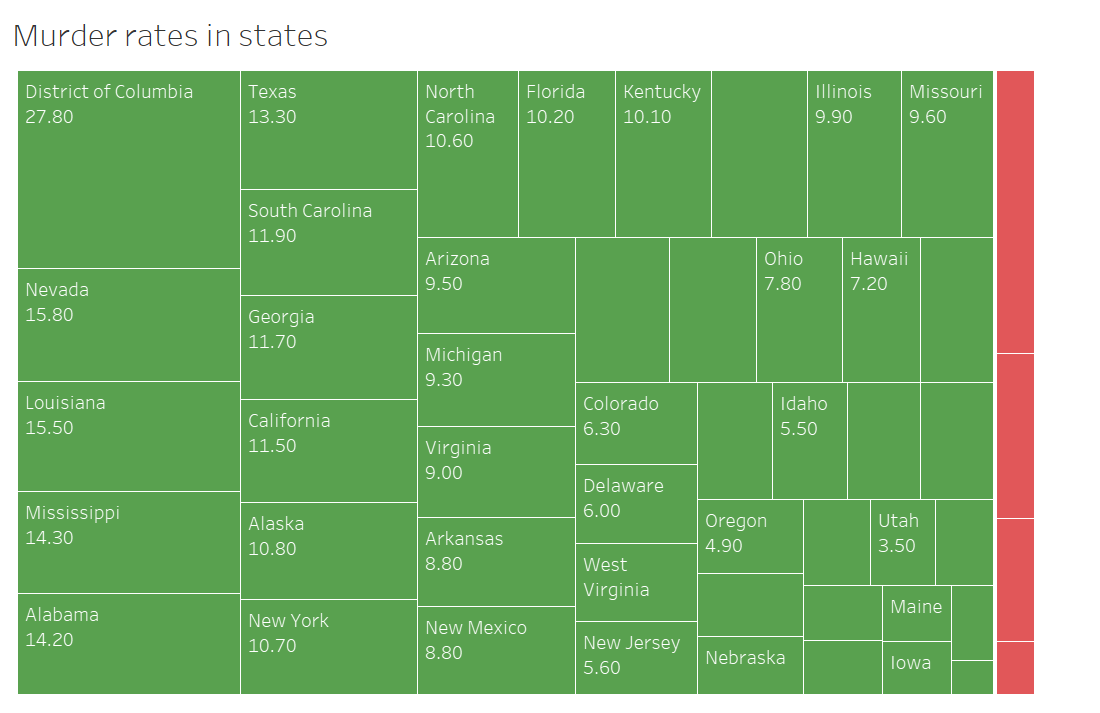 Murder rates in states
District of Columbia
27.80
Nevada
15.80
Louisiana
15.50
Mississippi
14.30
Alabama
14.20
Texas
13.30
South Carolina
11.90
Georgia
11.70
California
11.50
Alaska
10.80
New York
10.70
North
Carolina
10.60
Florida
10.20
Kentucky
10.10
Illinois
9.90
Missouri
9.60
Arizona
9.50
Michigan
9.30
Virginia
9.00
Arkansas
8.80
New Mexico
8.80
Ohio
7.80
Hawaii
7.20
Colorado
6.30
Delaware
6.00
West
Virginia
New Jersey
5.60
Idaho
5.50
Oregon
4.90
Nebraska
Utah
3.50
Maine
Iowa